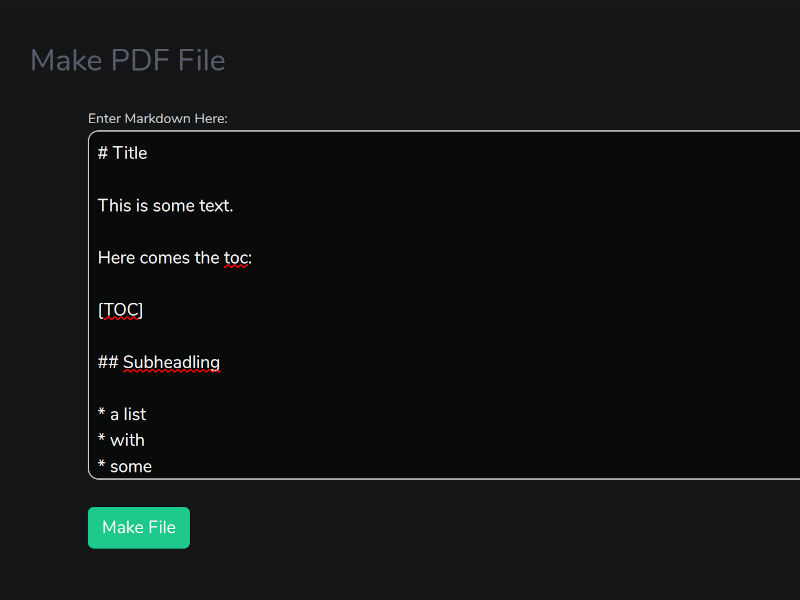 Make PDF File
Enter Markdown Here:
# Title
This is some text.
Here comes the toc:
[TOC]
## Subheadling
* a list
* with
* some
Make File